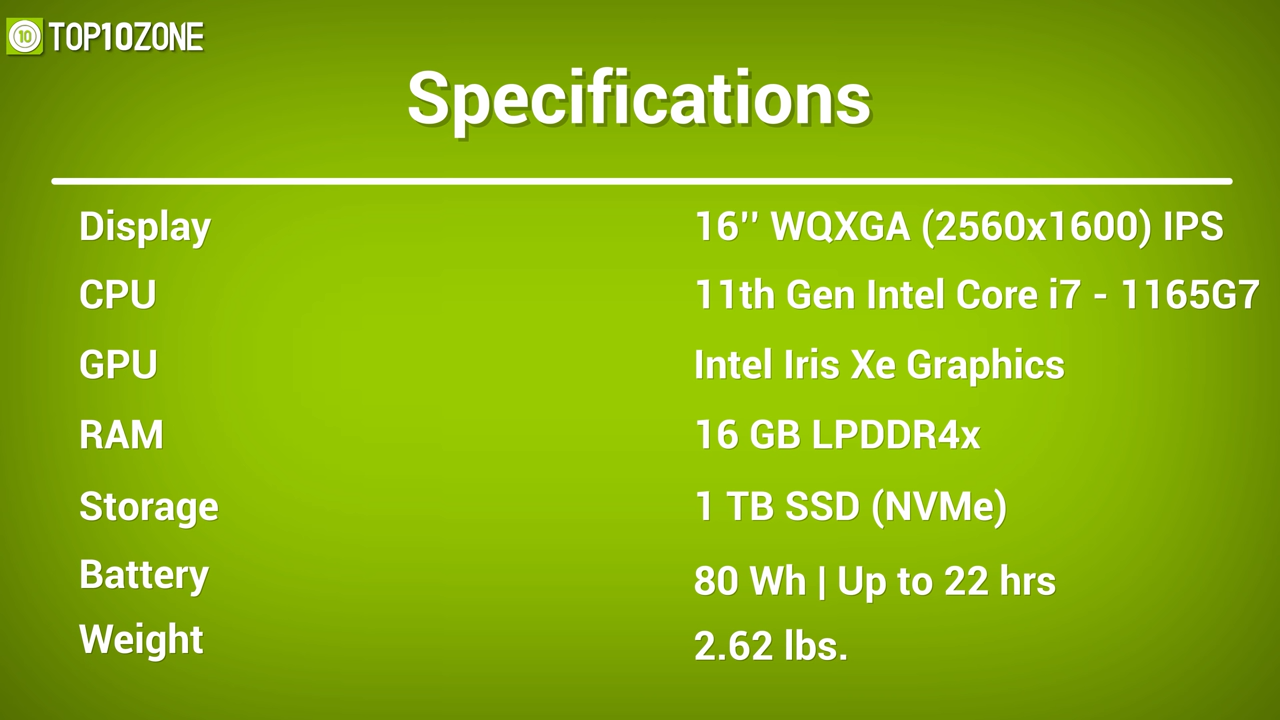 TOP10ZONE
Specifications
Display 16'' WQXGA (2560x1600) IPS
CPU 11th Gen Intel Core i7 - 1165G7
GPU Intel Iris Xe Graphics
RAM 16 GB LPDDR4x
Storage 1 TB SSD (NVMe)
Battery 80 Wh | Up to 22 hrs
Weight 2.62 lbs.